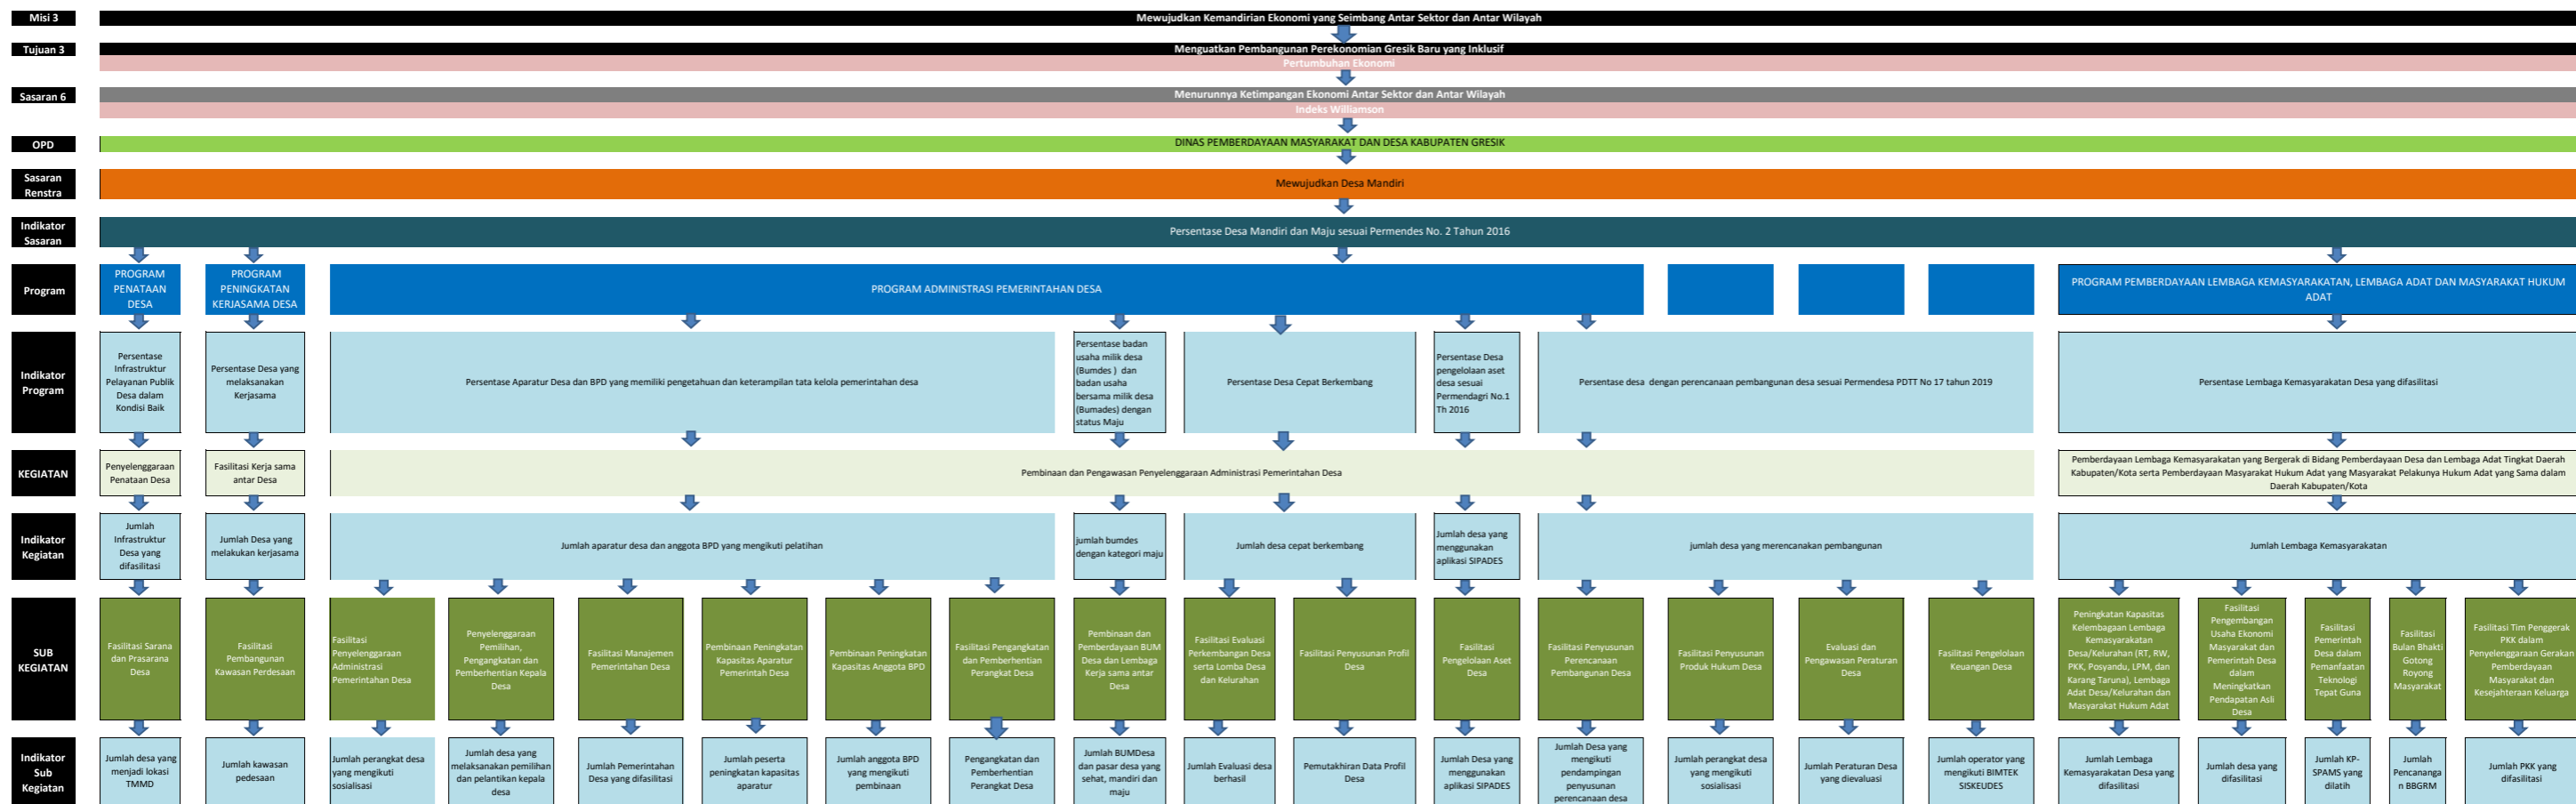 Misi 3
Mewujudkan Kemandirian Ekonomi yang Seimbang Antar Sektor dan Antar Wilayah
Tujuan 3
Menguatkan Pembangunan Perekonomian Gresik Baru yang Inklusif
Pertumbuhan Ekonomi
Sasaran 6
Menurunnya Ketimpangan Ekonomi Antar Sektor dan Antar Wilayah
Indeks Williamson
OPD
DINAS PEMBERDAYAAN MASYARAKAT DAN DESA KABUPATEN GRESIK
Sasaran
Renstra
Mewujudkan Desa Mandiri
Indikator
Sasaran
Persentase Desa Mandiri dan Maju sesuai Permendes No. 2 Tahun 2016
Program
PROGRAM
PENATAAN
DESA
PROGRAM
PENINGKATAN
KERJASAMA DESA
PROGRAM ADMINISTRASI PEMERINTAHAN DESA
PROGRAM PEMBERDAYAAN LEMBAGA KEMASYARAKATAN, LEMBAGA ADAT DAN MASYARAKAT HUKUM
ADAT
Indikator
Program
Persentase
Infrastruktur
Pelayanan Publik
Desa dalam
Kondisi Baik
Persentase Desa yang
melaksanakan
Kerjasama
Persentase Aparatur Desa dan BPD yang memiliki pengetahuan dan keterampilan tata kelola pemerintahan desa
Persentase badan
usaha milik desa
(Bumdes )  dan
badan usaha
bersama milik desa
(Bumades) dengan
status Maju
Persentase Desa Cepat Berkembang
Persentase Desa
pengelolaan aset
desa sesuai
Permendagri No.1
Th 2016
Persentase desa  dengan perencanaan pembangunan desa sesuai Permendesa PDTT No 17 tahun 2019
Persentase Lembaga Kemasyarakatan Desa yang difasilitasi
KEGIATAN
Penyelenggaraan
Penataan Desa
Fasilitasi Kerja sama
antar Desa
Pembinaan dan Pengawasan Penyelenggaraan Administrasi Pemerintahan Desa
Pemberdayaan Lembaga Kemasyarakatan yang Bergerak di Bidang Pemberdayaan Desa dan Lembaga Adat Tingkat Daerah
Kabupaten/Kota serta Pemberdayaan Masyarakat Hukum Adat yang Masyarakat Pelakunya Hukum Adat yang Sama dalam
Daerah Kabupaten/Kota
Indikator
Kegiatan
Jumlah
Infrastruktur
Desa yang
difasilitasi
Jumlah Desa yang
melakukan kerjasama
Jumlah aparatur desa dan anggota BPD yang mengikuti pelatihan
jumlah bumdes
dengan kategori maju
Jumlah desa cepat berkembang
Jumlah desa yang
menggunakan
aplikasi SIPADES
jumlah desa yang merencanakan pembangunan
Jumlah Lembaga Kemasyarakatan
SUB
KEGIATAN
Fasilitasi Sarana
dan Prasarana
Desa
Fasilitasi
Pembangunan
Kawasan Perdesaan
Fasilitasi
Penyelenggaraan
Administrasi
Pemerintahan Desa
Penyelenggaraan
Pemilihan,
Pengangkatan dan
Pemberhentian Kepala
Desa
Fasilitasi Manajemen
Pemerintahan Desa
Pembinaan Peningkatan
Kapasitas Aparatur
Pemerintah Desa
Pembinaan Peningkatan
Kapasitas Anggota BPD
Fasilitasi Pengangkatan
dan Pemberhentian
Perangkat Desa
Pembinaan dan
Pemberdayaan BUM
Desa dan Lembaga
Kerja sama antar
Desa
Fasilitasi Evaluasi
Perkembangan Desa
serta Lomba Desa
dan Kelurahan
Fasilitasi Penyusunan Profil
Desa
Fasilitasi
Pengelolaan Aset
Desa
Fasilitasi Penyusunan
Perencanaan
Pembangunan Desa
Fasilitasi Penyusunan
Produk Hukum Desa
Evaluasi dan
Pengawasan Peraturan
Desa
Fasilitasi Pengelolaan
Keuangan Desa
Peningkatan Kapasitas
Kelembagaan Lembaga
Kemasyarakatan
Desa/Kelurahan (RT, RW,
PKK, Posyandu, LPM, dan
Karang Taruna), Lembaga
Adat Desa/Kelurahan dan
Masyarakat Hukum Adat
Fasilitasi
Pengembangan
Usaha Ekonomi
Masyarakat dan
Pemerintah Desa
dalam
Meningkatkan
Pendapatan Asli
Desa
Fasilitasi
Pemerintah
Desa dalam
Pemanfaatan
Teknologi
Tepat Guna
Fasilitasi
Bulan Bhakti
Gotong
Royong
Masyarakat
Fasilitasi Tim Penggerak
PKK dalam
Penyelenggaraan Gerakan
Pemberdayaan
Masyarakat dan
Kesejahteraan Keluarga
Indikator
Sub
Kegiatan
Jumlah desa yang
menjadi lokasi
TMMD
Jumlah kawasan
pedesaan
Jumlah perangkat desa
yang mengikuti
sosialisasi
Jumlah desa yang
melaksanakan pemilihan
dan pelantikan kepala
desa
Jumlah Pemerintahan
Desa yang difasilitasi
Jumlah peserta
peningkatan kapasitas
aparatur
Jumlah anggota BPD
yang mengikuti
pembinaan
Pengangkatan dan
Pemberhentian
Perangkat Desa
Jumlah BUMDesa
dan pasar desa yang
sehat, mandiri dan
maju
Jumlah Evaluasi desa
berhasil
Pemutakhiran Data Profil
Desa
Jumlah Desa yang
menggunakan
aplikasi SIPADES
Jumlah Desa yang
mengikuti
pendampingan
penyusunan
perencanaan desa
Jumlah perangkat desa
yang mengikuti
sosialisasi
Jumlah Peraturan Desa
yang dievaluasi
Jumlah operator yang
mengikuti BIMTEK
SISKEUDES
Jumlah Lembaga
Kemasyarakatan Desa yang
difasilitasi
Jumlah desa yang
difasilitasi
Jumlah KP-
SPAMS yang
dilatih
Jumlah
Pencananga
n BBGRM
Jumlah PKK yang
difasilitasi